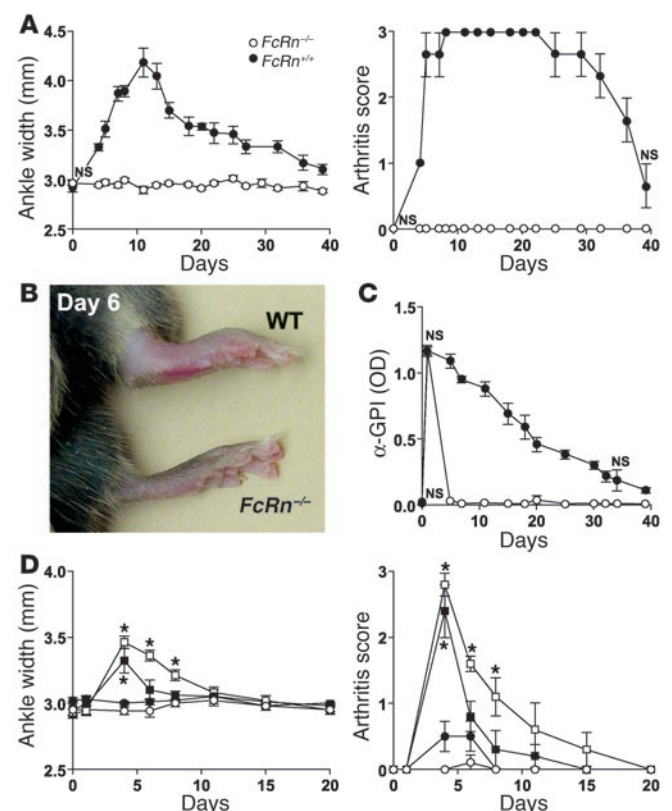 A
Ankle width (mm)
4.5
4.0
3.5
3.0
2.5
NS
0 10 20 30 40
Days
FcRn–/–
FcRn+/+
Arthritis score
3
2
1
0
NS
NS
0 10 20 30 40
Days
B
Day 6
WT
FcRn–/–
C
α-GPI (OD)
1.5
1.0
0.5
0.0
NS
NS
NS
0 10 20 30 40
Days
D
Ankle width (mm)
4.0
3.5
3.0
2.5
* * *
*
0 5 10 15 20
Days
Arthritis score
3
2
1
0
*
*
*
*
0 5 10 15 20
Days